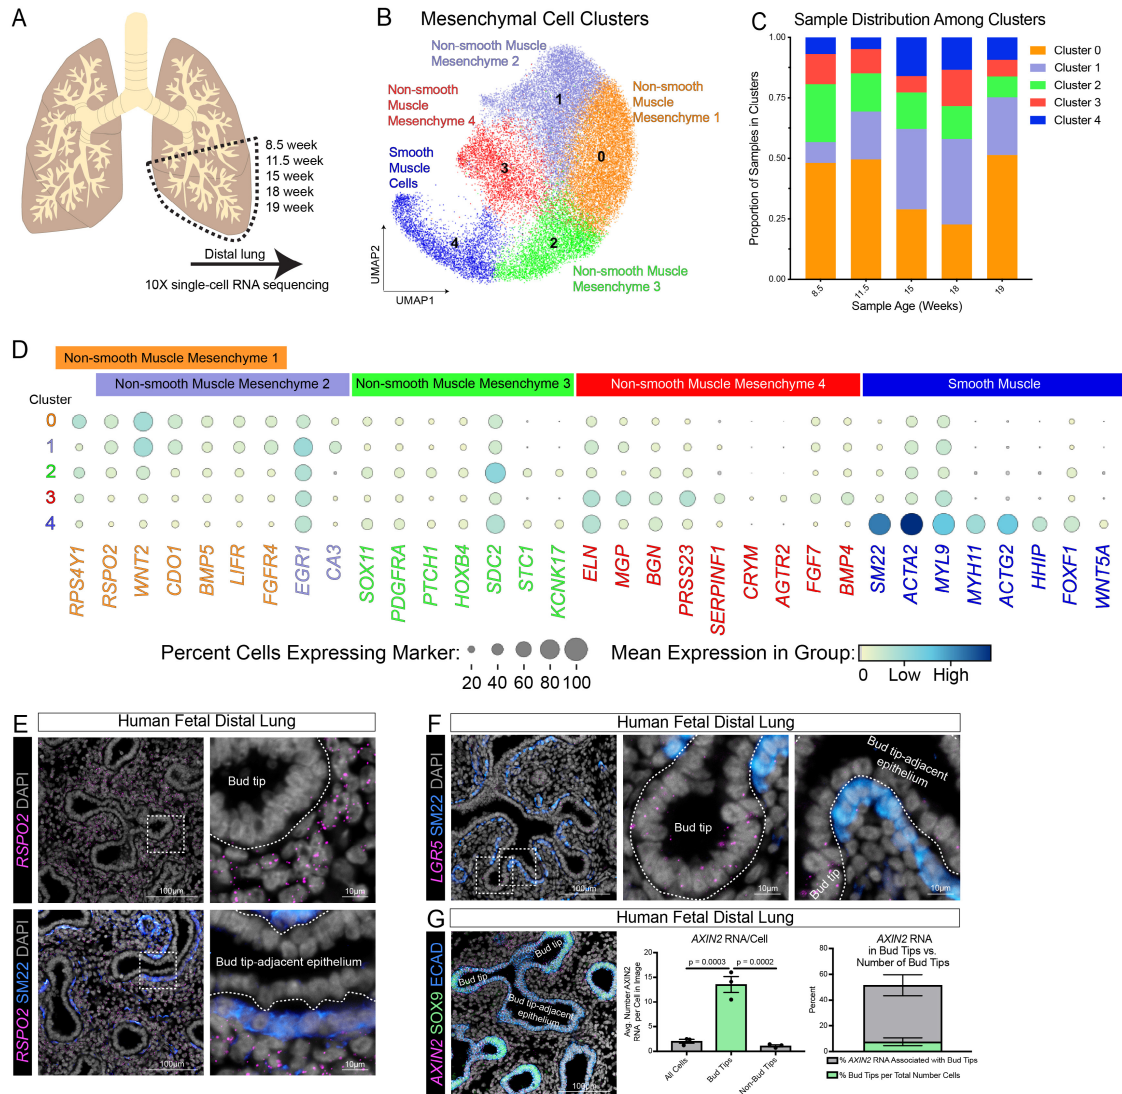 A
8.5 week
11.5 week
15 week
18 week
19 week
Distal lung
10X single-cell RNA sequencing
B
Mesenchymal Cell Clusters
Non-smooth Muscle
Mesenchyme 2
Non-smooth
Muscle
Mesenchyme 1
Non-smooth
Muscle
Mesenchyme 4
Smooth
Muscle
Cells
1
0
3
4
2
Non-smooth Muscle
Mesenchyme 3
UMAP2
UMAP1
C
Sample Distribution Among Clusters
Proportion of Samples in Clusters
1.00
0.75
0.50
0.25
0.00
8.5
11.5
15
18
19
Sample Age (Weeks)
Cluster 0
Cluster 1
Cluster 2
Cluster 3
Cluster 4
D
Non-smooth Muscle Mesenchyme 1
Non-smooth Muscle Mesenchyme 2
Non-smooth Muscle Mesenchyme 3
Non-smooth Muscle Mesenchyme 4
Smooth Muscle
Cluster
0
1
2
3
4
RPS4Y1
RSPO2
WNT2
CDO1
BMP5
LIFR
FGFR4
EGR1
CA3
SOX11
PDGFRA
PTCH1
HOXB4
SDC2
STC1
KCNK17
ELN
MGP
BGN
PRSS23
SERPINF1
CRYM
AGTR2
FGF7
BMP4
SM22
ACTA2
MYL9
MYH11
ACTG2
HHIP
FOXF1
WNT5A
Percent Cells Expressing Marker:
20 40 60 80 100
Mean Expression in Group:
0 Low High
E
Human Fetal Distal Lung
RSPO2 DAPI
100μm
Bud tip
10μm
RSPO2 SM22 DAPI
100μm
Bud tip-adjacent epithelium
10μm
F
Human Fetal Distal Lung
LGR5 SM22 DAPI
100μm
Bud tip
10μm
Bud tip-adjacent
epithelium
Bud tip
10μm
G
Human Fetal Distal Lung
AXIN2 SOX9 ECAD
Bud tip
Bud tip
Bud tip-adjacent
epithelium
100μm
AXIN2 RNA/Cell
p = 0.0003
p = 0.0002
Avg. Number AXIN2
RNA per Cell in Image
20
15
10
5
0
All Cells
Bud Tips
Non-Bud Tips
AXIN2 RNA
in Bud Tips vs.
Number of Bud Tips
Percent
80
60
40
20
0
% AXIN2 RNA Associated with Bud Tips
% Bud Tips per Total Number Cells